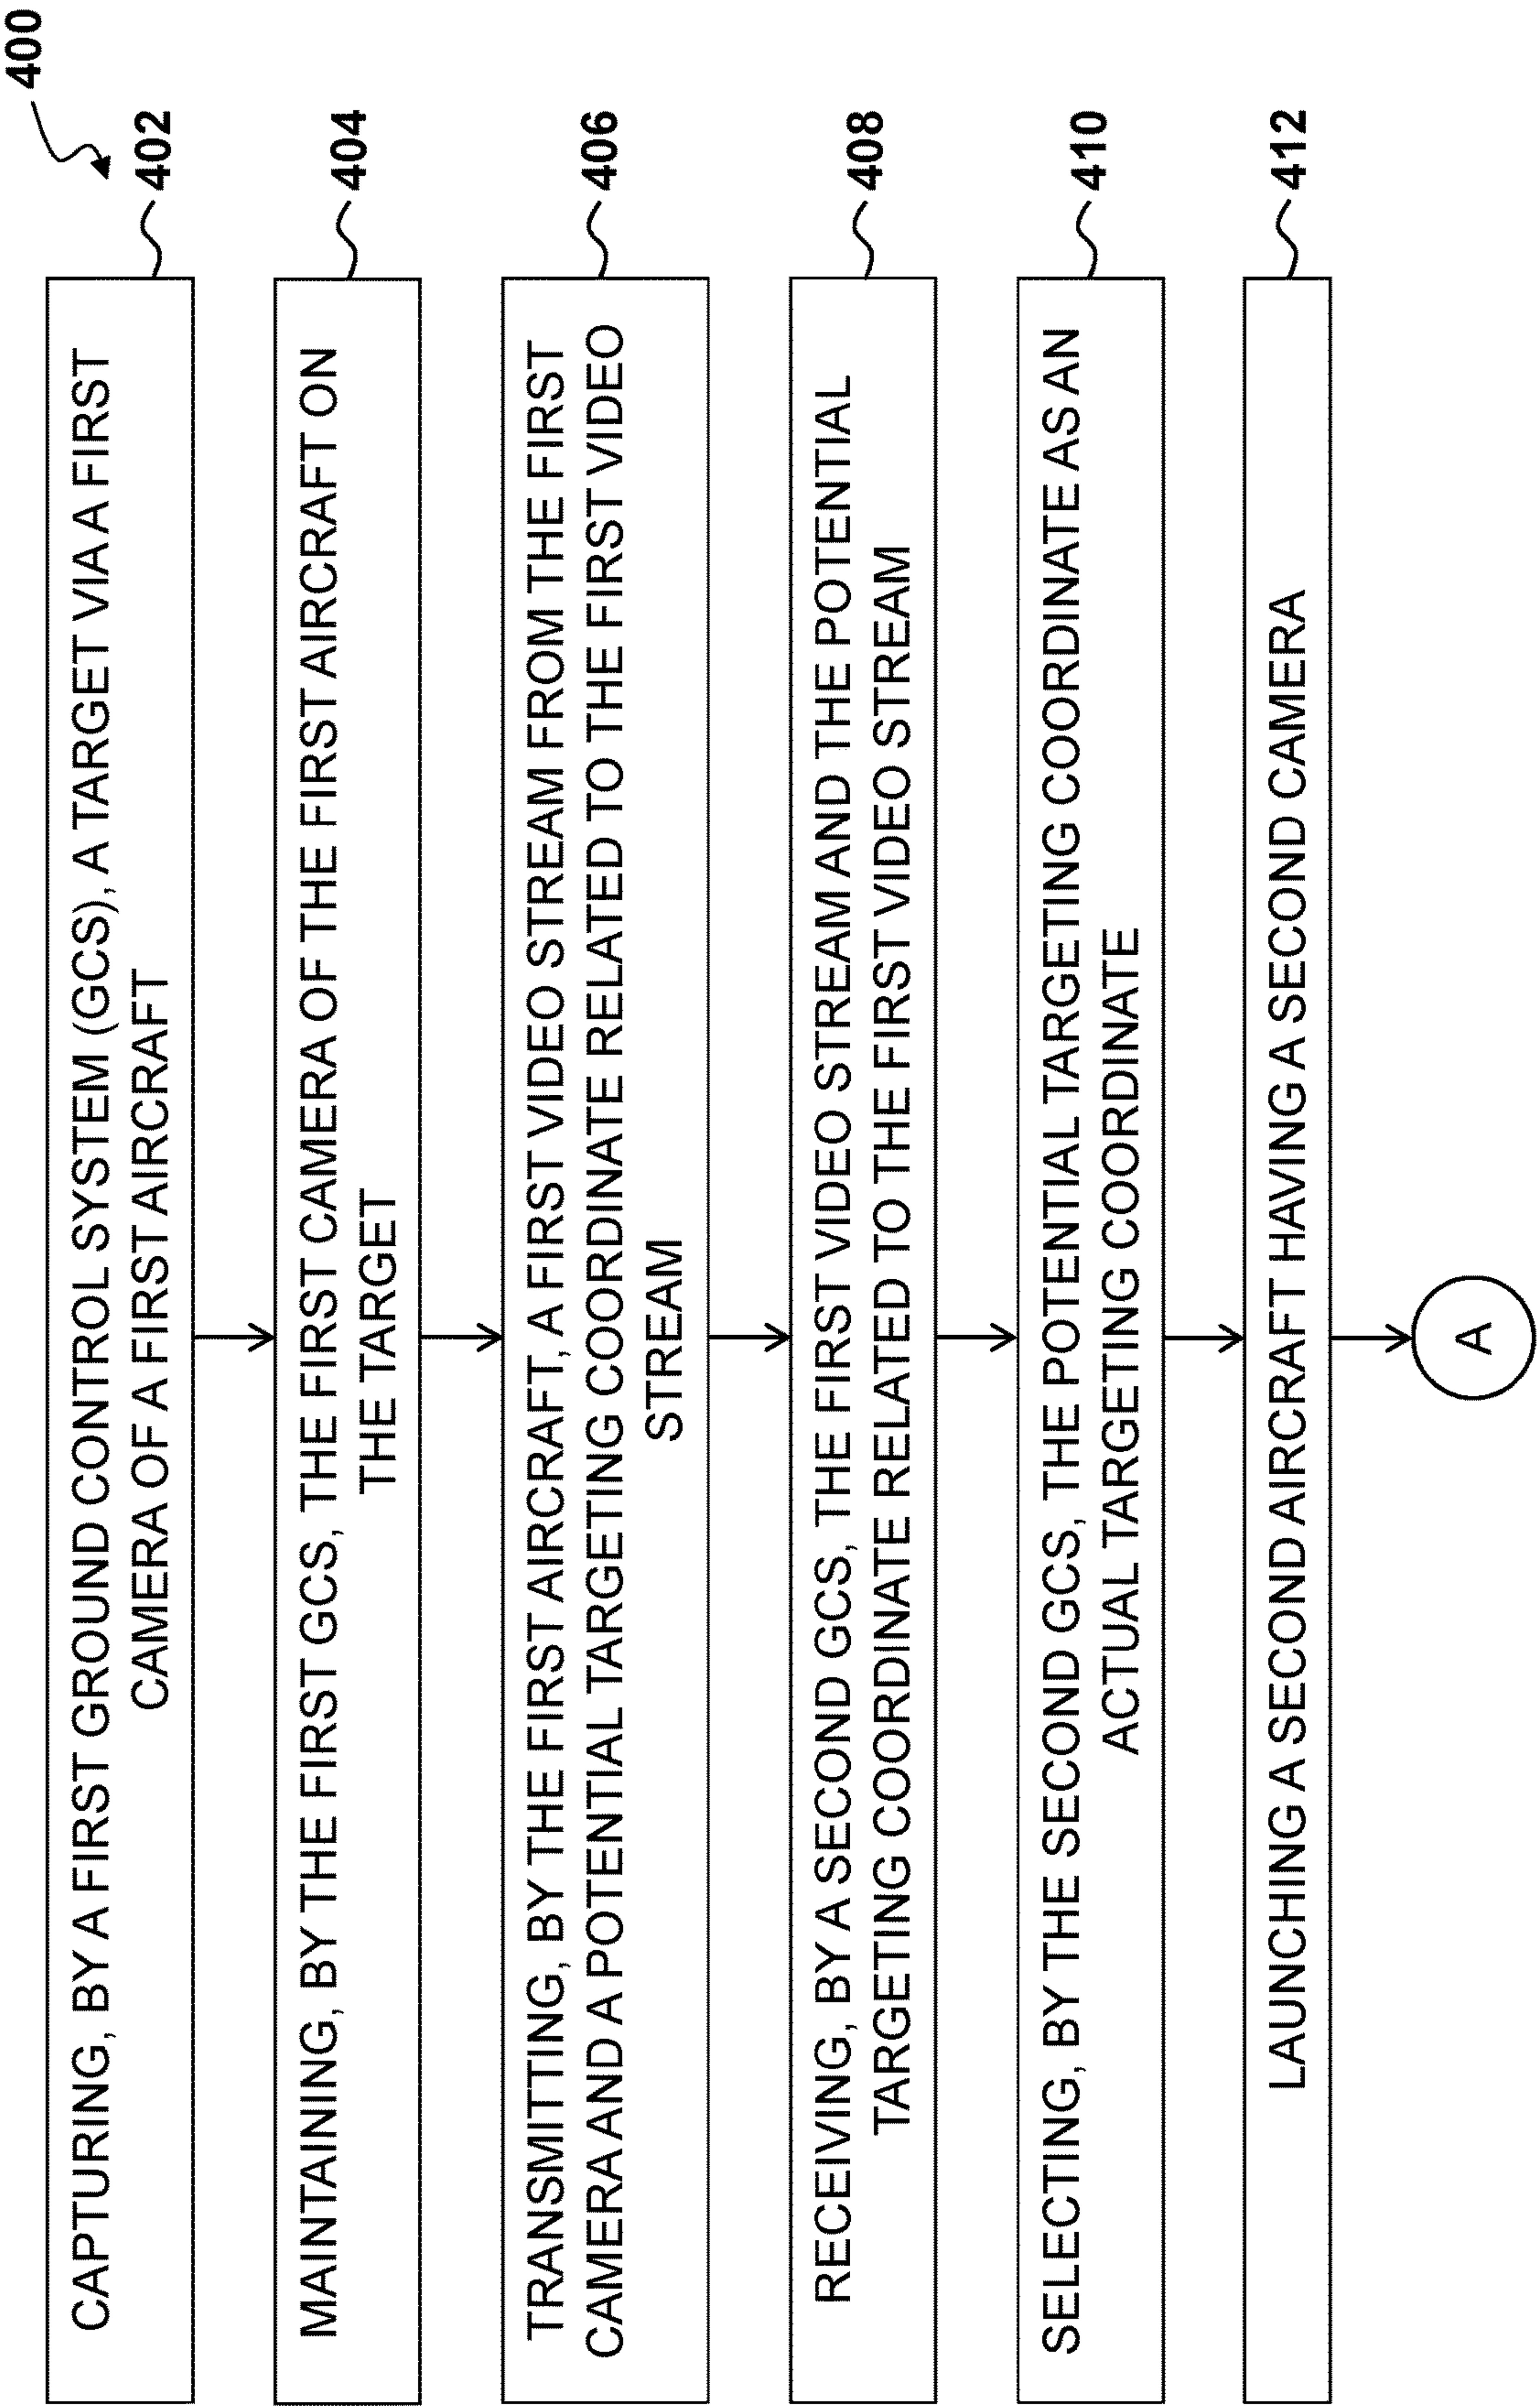 400
402
CAPTURING, BY A FIRST GROUND CONTROL SYSTEM (GCS), A TARGET VIA A FIRST
CAMERA OF A FIRST AIRCRAFT
404
MAINTAINING, BY THE FIRST GCS, THE FIRST CAMERA OF THE FIRST AIRCRAFT ON
THE TARGET
406
TRANSMITTING, BY THE FIRST AIRCRAFT, A FIRST VIDEO STREAM FROM THE FIRST
CAMERA AND A POTENTIAL TARGETING COORDINATE RELATED TO THE FIRST VIDEO
STREAM
408
RECEIVING, BY A SECOND GCS, THE FIRST VIDEO STREAM AND THE POTENTIAL
TARGETING COORDINATE RELATED TO THE FIRST VIDEO STREAM
410
SELECTING, BY THE SECOND GCS, THE POTENTIAL TARGETING COORDINATE AS AN
ACTUAL TARGETING COORDINATE
412
LAUNCHING A SECOND AIRCRAFT HAVING A SECOND CAMERA
A